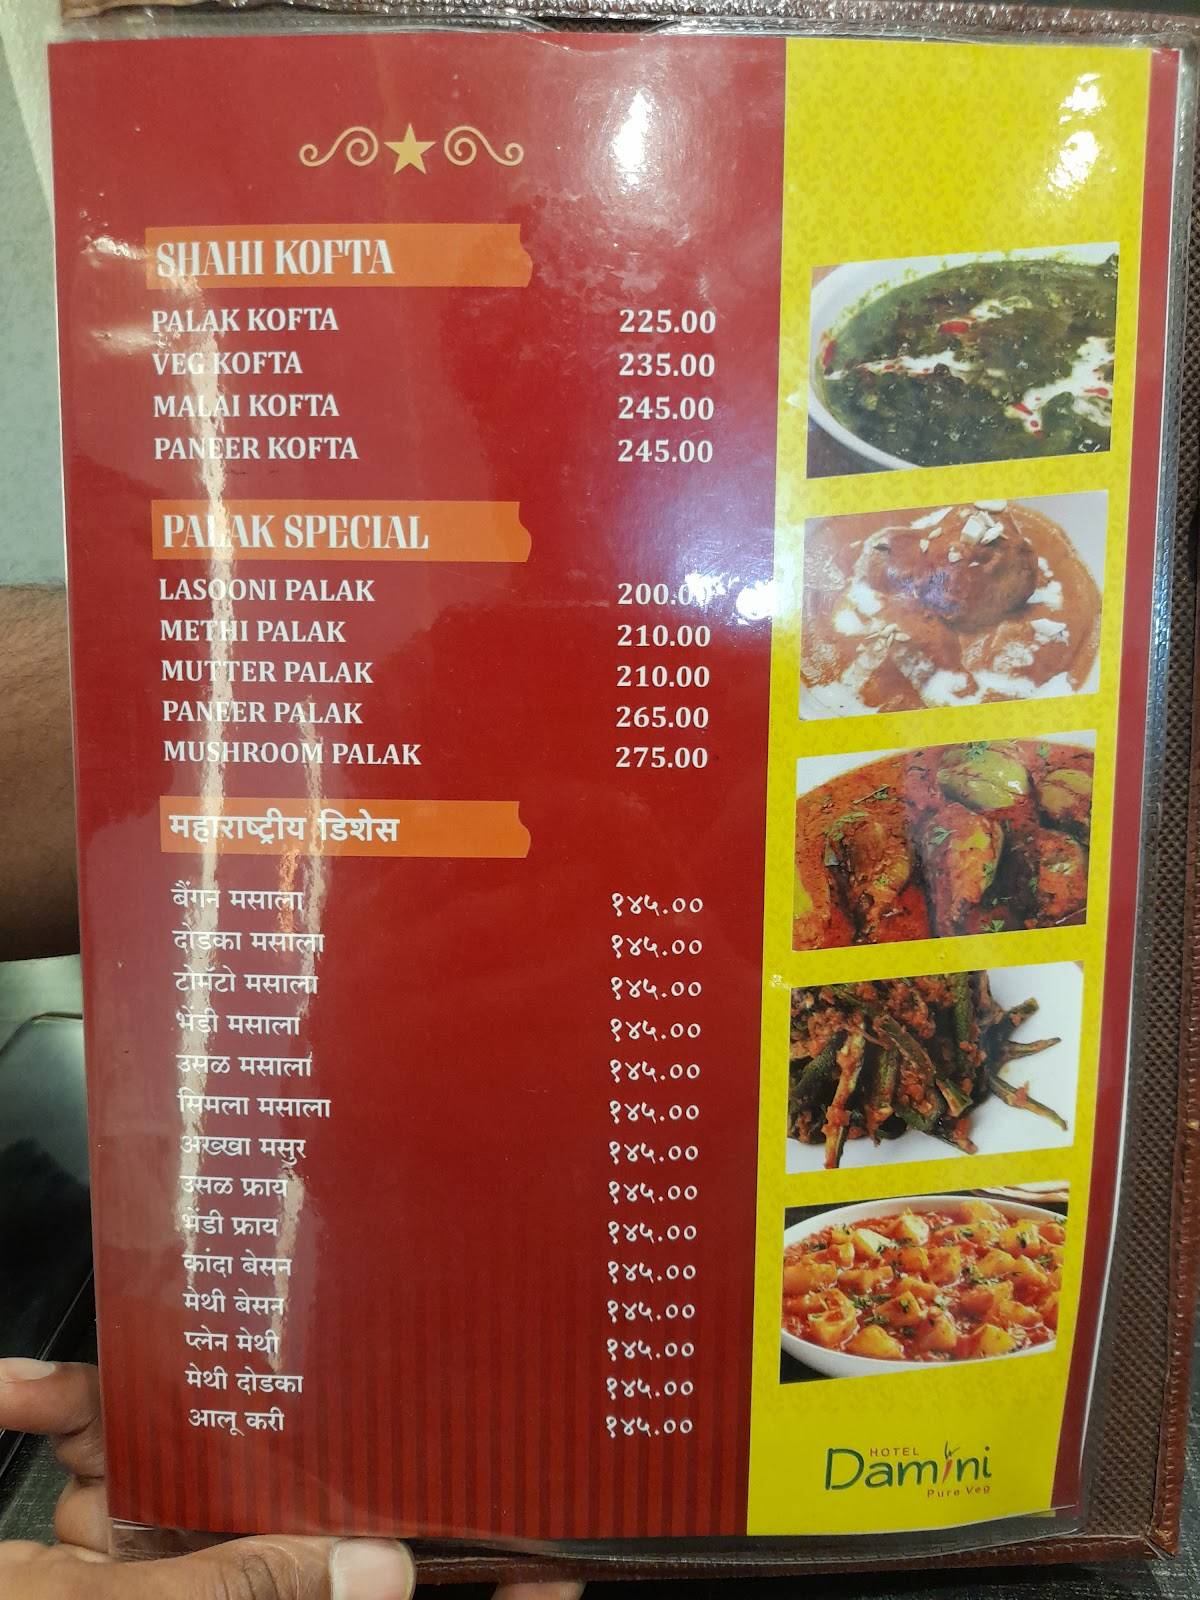 SHAHI KOFTA
PALAK KOFTA 225.00
VEG KOFTA 235.00
MALAI KOFTA 245.00
PANEER KOFTA 245.00
PALAK SPECIAL
LASOONI PALAK 200.00
METHI PALAK 210.00
MUTTER PALAK 210.00
PANEER PALAK 265.00
MUSHROOM PALAK 275.00
महाराष्ट्रीय डिशेस
बैंगन मसाला १४५.००
दोडका मसाला १४५.००
टोमॅटो मसाला १४५.००
भेंडी मसाला १४५.००
उसळ मसाला १४५.००
सिमला मसाला १४५.००
अख्खा मसुर १४५.००
उसळ फ्राय १४५.००
भेंडी फ्राय १४५.००
कांदा बेसन १४५.००
मेथी बेसन १४५.००
प्लेन मेथी १४५.००
मेथी दोडका १४५.००
आलू करी १४५.००
HOTEL
Damini
Pure Veg